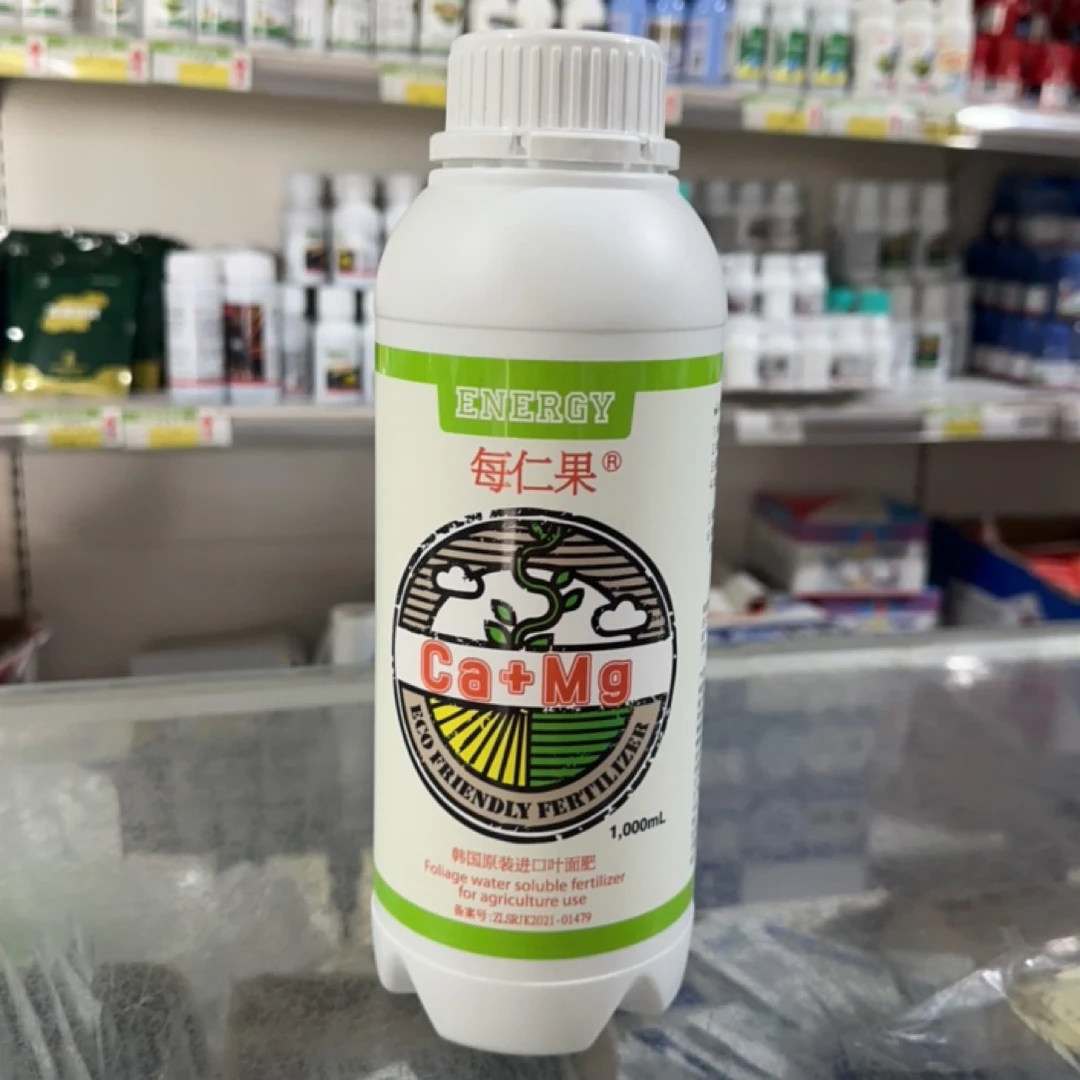 ENERGY
每仁果®
Ca+Mg
ECO FRIENDLY FERTILIZER
1,000mL
韩国原装进口叶面肥
Foliage water soluble fertilizer
for agriculture use
备案号:ZLSRJK2021-01479